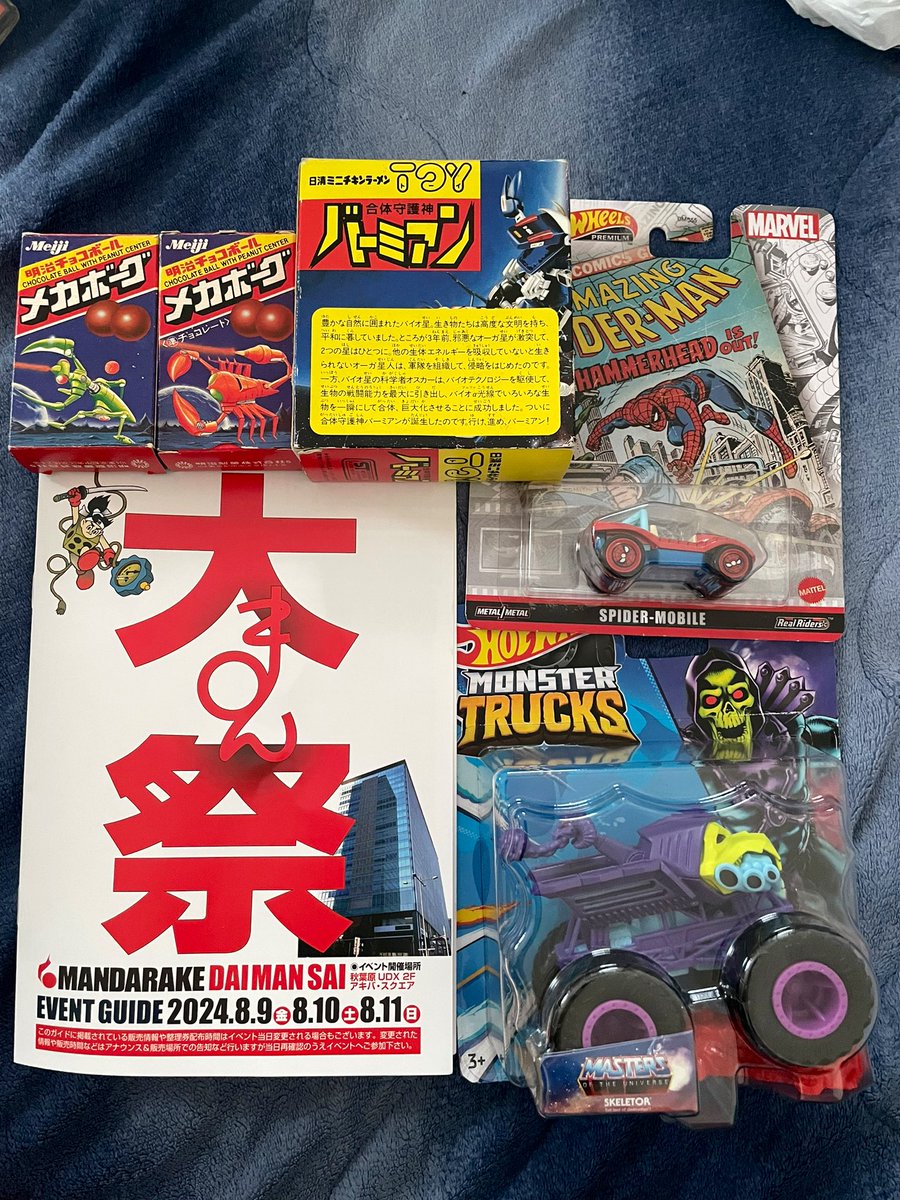 Meiji
明治チョコボール
CHOCOLATE BALL WITH PEANUT CENTER
メカボーグ
Meiji
明治チョコボール
CHOCOLATE BALL WITH PEANUT CENTER
メカボーグ
〈準チョコレート〉
日清ミニチキンラーメン TOY
合体守護神
バーミアン
豊かな自然に囲まれたバイオ星。生き物たちは高度な文明を持ち、
平和に暮していました。ところが3年前、邪悪なオーガ星が激突して、
2つの星はひとつに。他の生体エネルギーを吸収していないと生き
られないオーガ星人は、軍隊を組織して、侵略をはじめたのです。
一方、バイオ星の科学者オスカーは、バイオテクノロジーを駆使して、
生物の戦闘能力を最大に引き出し、バイオα光線でいろいろな生
物を一瞬にして合体、巨大化させることに成功しました。ついに
合体守護神バーミアンが誕生したのです。行け、進め、バーミアン!
WHEELS
PREMIUM
MARVEL
COMICS
AMAZING
SPIDER-MAN
HAMMERHEAD IS
OUT!
METAL/METAL
SPIDER-MOBILE
MATTEL
Real Riders
大
まん
祭
MANDARAKE DAIMAN SAI
EVENT GUIDE 2024.8.9金8.10土8.11日
◉イベント開催場所
秋葉原 UDX 2F
アキバ・スクエア
このガイドに掲載されている販売情報や整理券配布時間はイベント当日変更される場合もございます。変更された
情報や販売時間などはアナウンス&販売場所での告知など行いますが当日再確認のうえイベントへご参加下さい。
HOT WHEELS
MONSTER
TRUCKS
3+
MASTERS
OF THE UNIVERSE
SKELETOR